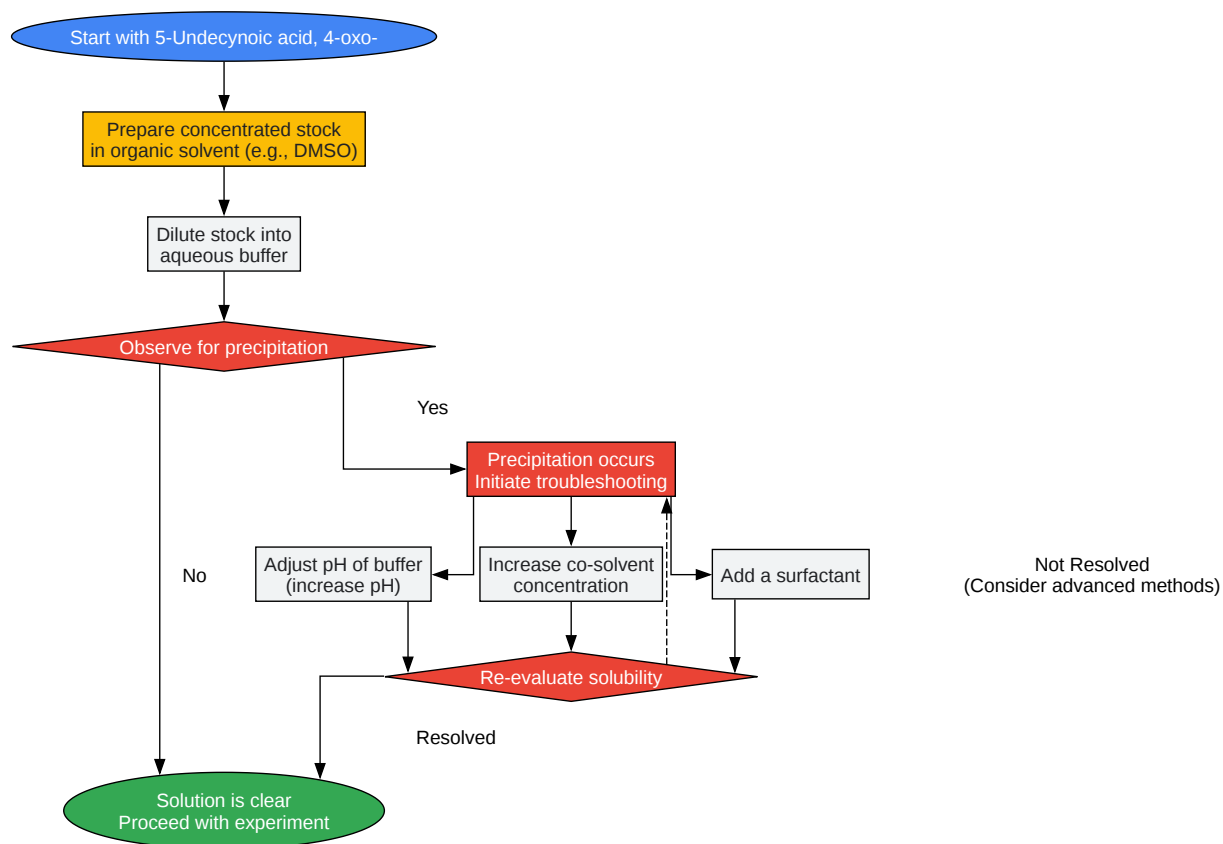 Start with 5-Undecynoic acid, 4-oxo-
Prepare concentrated stock
in organic solvent (e.g., DMSO)
Dilute stock into
aqueous buffer
Observe for precipitation
Yes
Precipitation occurs
Initiate troubleshooting
No
Adjust pH of buffer
(increase pH)
Increase co-solvent
concentration
Add a surfactant
Not Resolved
(Consider advanced methods)
Re-evaluate solubility
Resolved
Solution is clear
Proceed with experiment